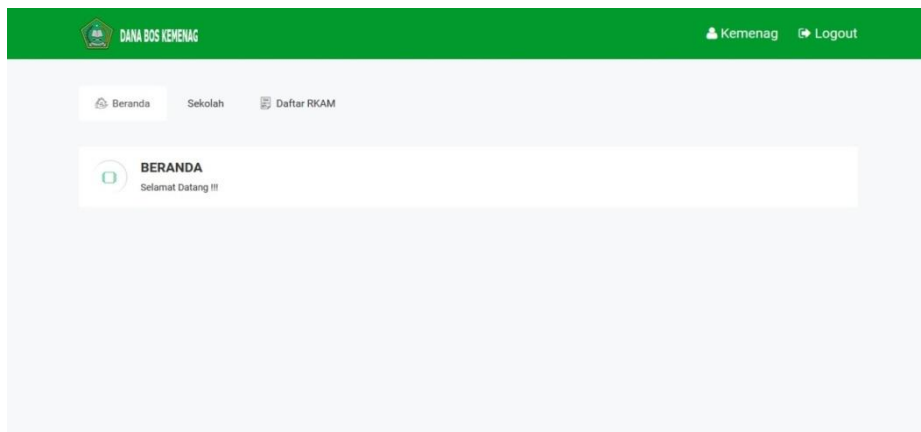 DANA BOS KEMENAG
Kemenag Logout
Beranda Sekolah Daftar RKAM
BERANDA
Selamat Datang !!!